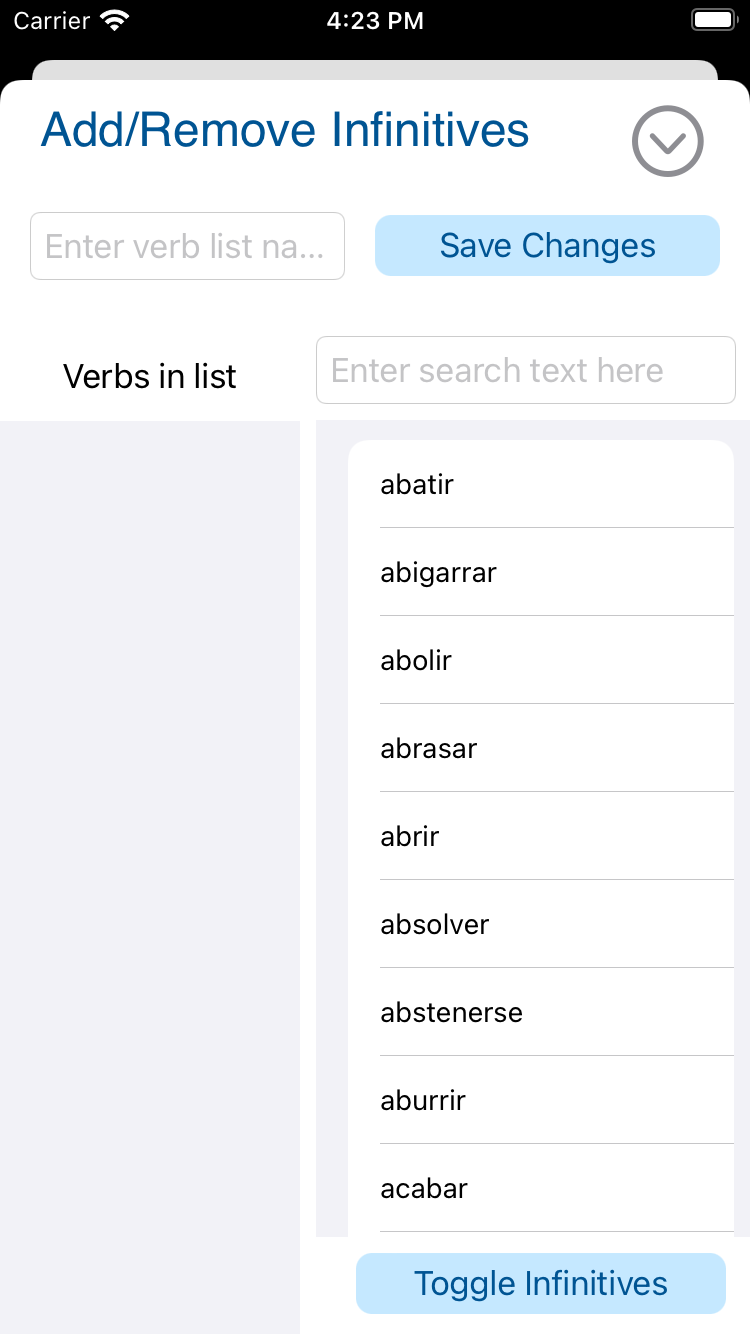 Carrier 4:23 PM
Add/Remove Infinitives
Enter verb list na... Save Changes
Verbs in list Enter search text here
abatir
abigarrar
abolir
abrasar
abrir
absolver
abstenerse
aburrir
acabar
Toggle Infinitives